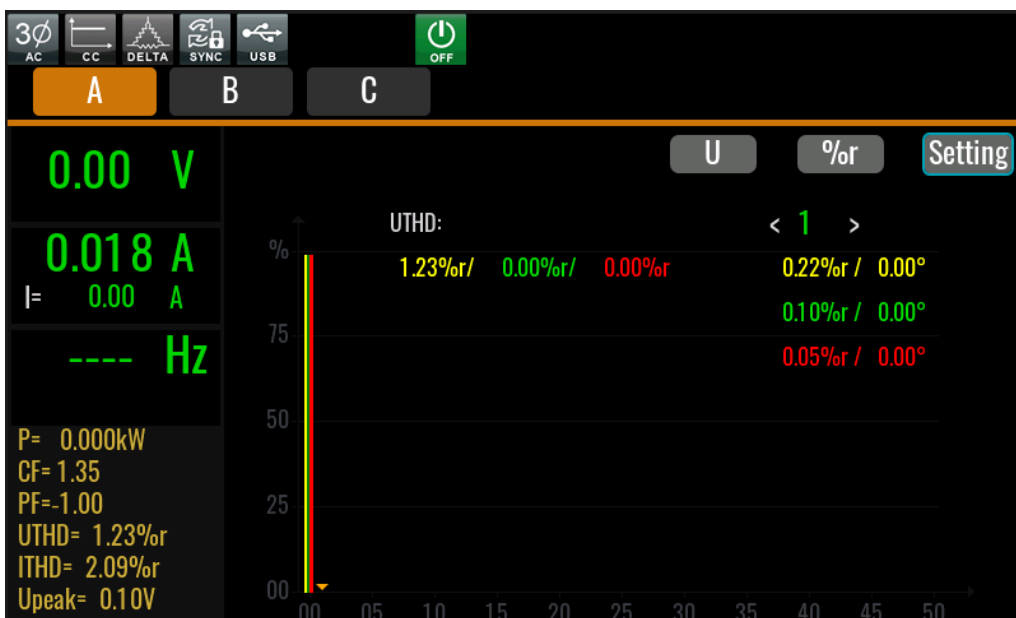 3Ø AC CC DELTA SYNC USB OFF
A B C
U %r Setting
0.00 V
0.018 A
I= 0.00 A
---- Hz
P= 0.000kW
CF= 1.35
PF=-1.00
UTHD= 1.23%r
ITHD= 2.09%r
Upeak= 0.10V
UTHD: < 1 >
1.23%r/ 0.00%r/ 0.00%r 0.22%r / 0.00°
0.10%r / 0.00°
0.05%r / 0.00°
%
75
50
25
00
00 05 10 15 20 25 30 35 40 45 50